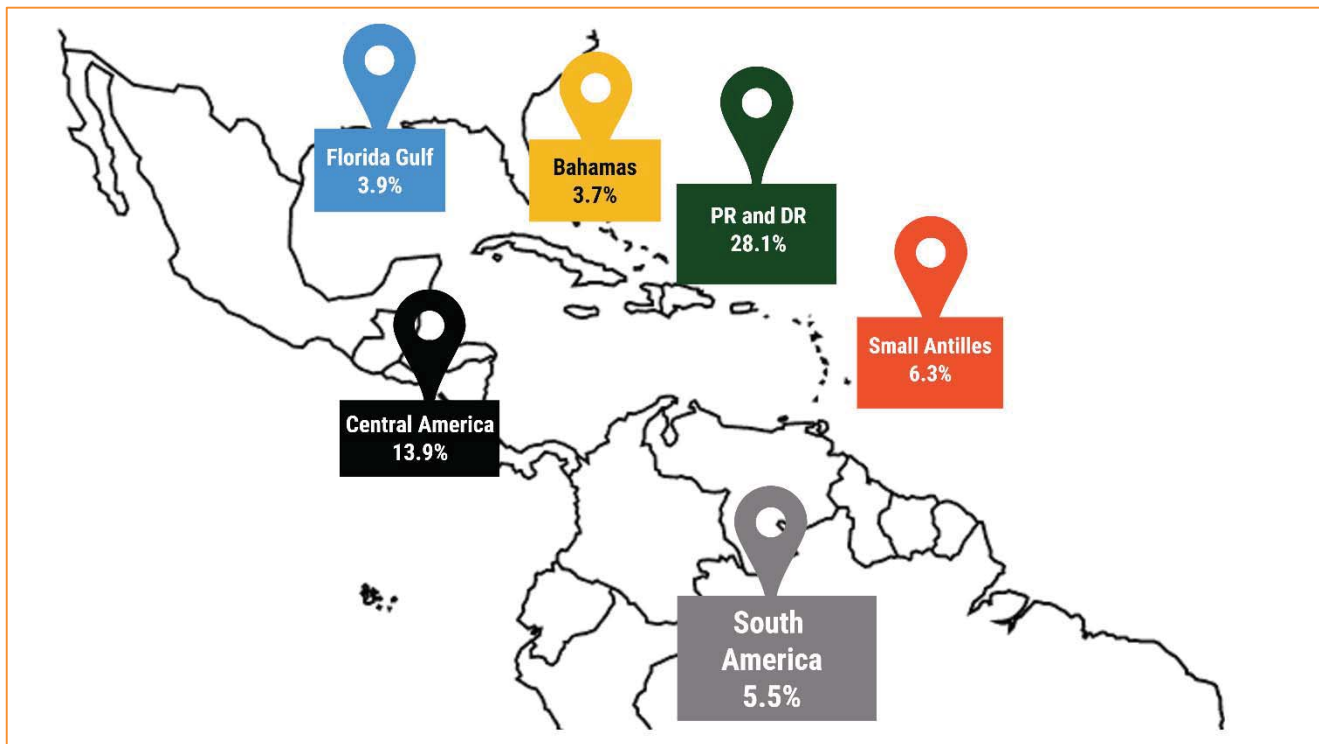 Florida Gulf
3.9%
Bahamas
3.7%
PR and DR
28.1%
Small Antilles
6.3%
Central America
13.9%
South
America
5.5%